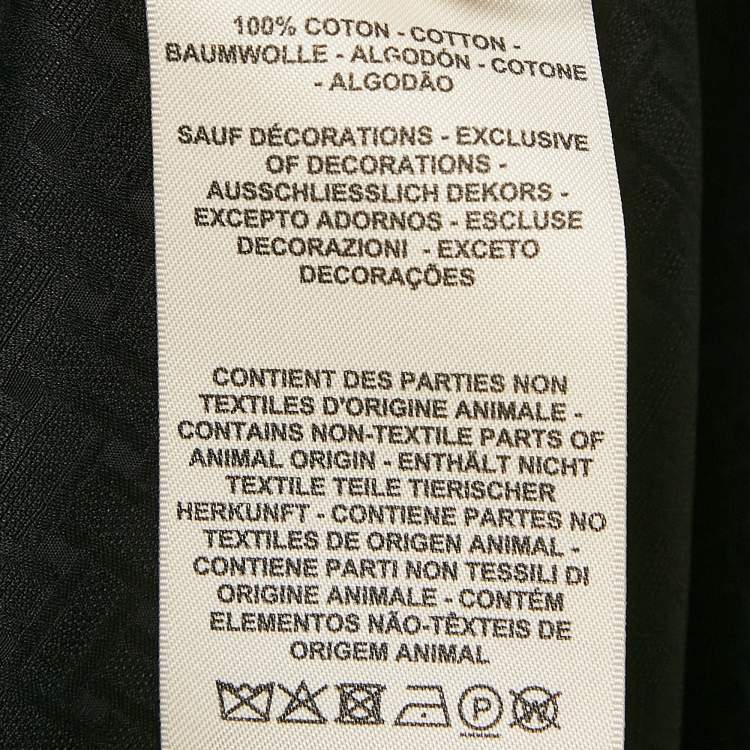 100% COTON - COTTON -
BAUMWOLLE - ALGODÓN - COTONE
- ALGODÃO
SAUF DÉCORATIONS - EXCLUSIVE
OF DECORATIONS -
AUSSCHLIESSLICH DEKORS -
EXCEPTO ADORNOS - ESCLUSE
DECORAZIONI - EXCETO
DECORAÇÕES
CONTIENT DES PARTIES NON
TEXTILES D'ORIGINE ANIMALE -
CONTAINS NON-TEXTILE PARTS OF
ANIMAL ORIGIN - ENTHÄLT NICHT
TEXTILE TEILE TIERISCHER
HERKUNFT - CONTIENE PARTES NO
TEXTILES DE ORIGEN ANIMAL -
CONTIENE PARTI NON TESSILI DI
ORIGINE ANIMALE - CONTÉM
ELEMENTOS NÃO-TÊXTEIS DE
ORIGEM ANIMAL
P W